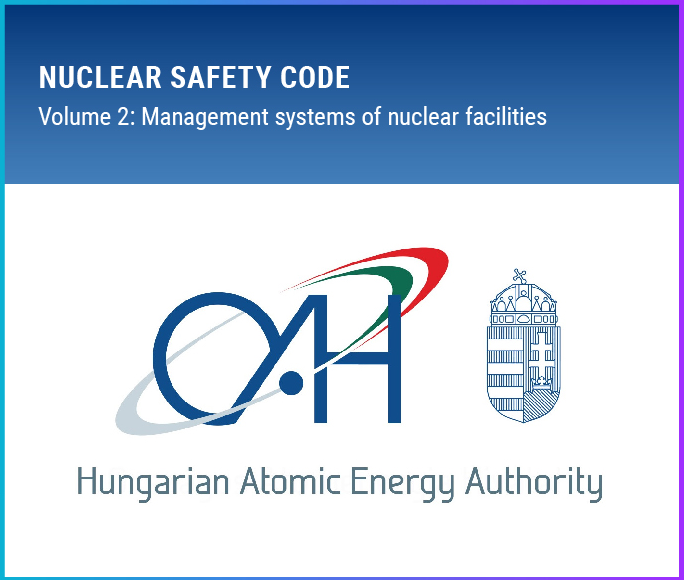 NUCLEAR SAFETY CODE
Volume 2: Management systems of nuclear facilities
OAH
Hungarian Atomic Energy Authority